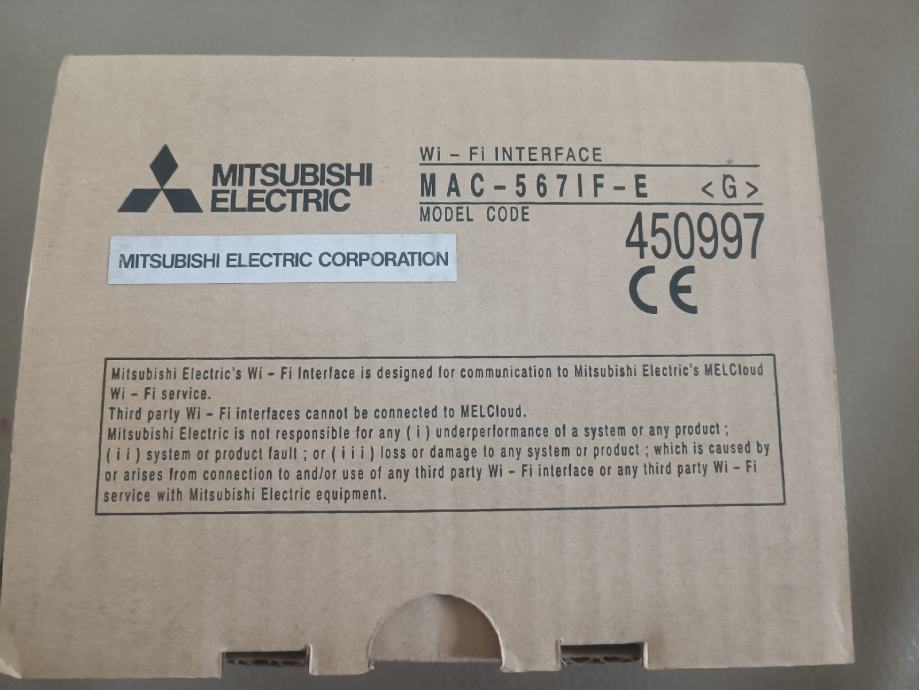 MITSUBISHI
ELECTRIC
MITSUBISHI ELECTRIC CORPORATION
Wi - Fi INTERFACE
MAC-567IF-E <G>
MODEL CODE
450997
CE
Mitsubishi Electric's Wi - Fi Interface is designed for communication to Mitsubishi Electric's MELCloud
Wi - Fi service.
Third party Wi - Fi interfaces cannot be connected to MELCloud.
Mitsubishi Electric is not responsible for any ( i ) underperformance of a system or any product ;
( i i ) system or product fault ; or ( i i i ) loss or damage to any system or product ; which is caused by
or arises from connection to and/or use of any third party Wi - Fi interface or any third party Wi - Fi
service with Mitsubishi Electric equipment.